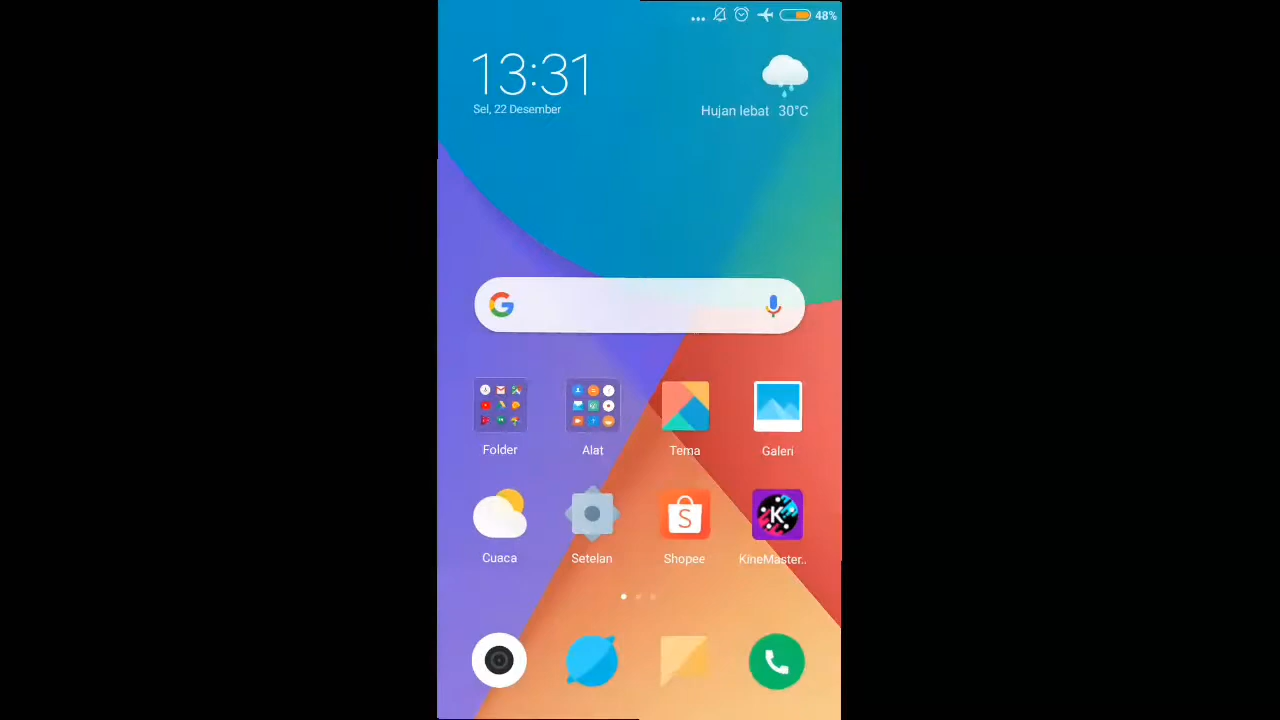 48%
13:31
Sel, 22 Desember
Hujan lebat 30°C
Folder
Alat
Tema
Galeri
Cuaca
Setelan
Shopee
KineMaster..